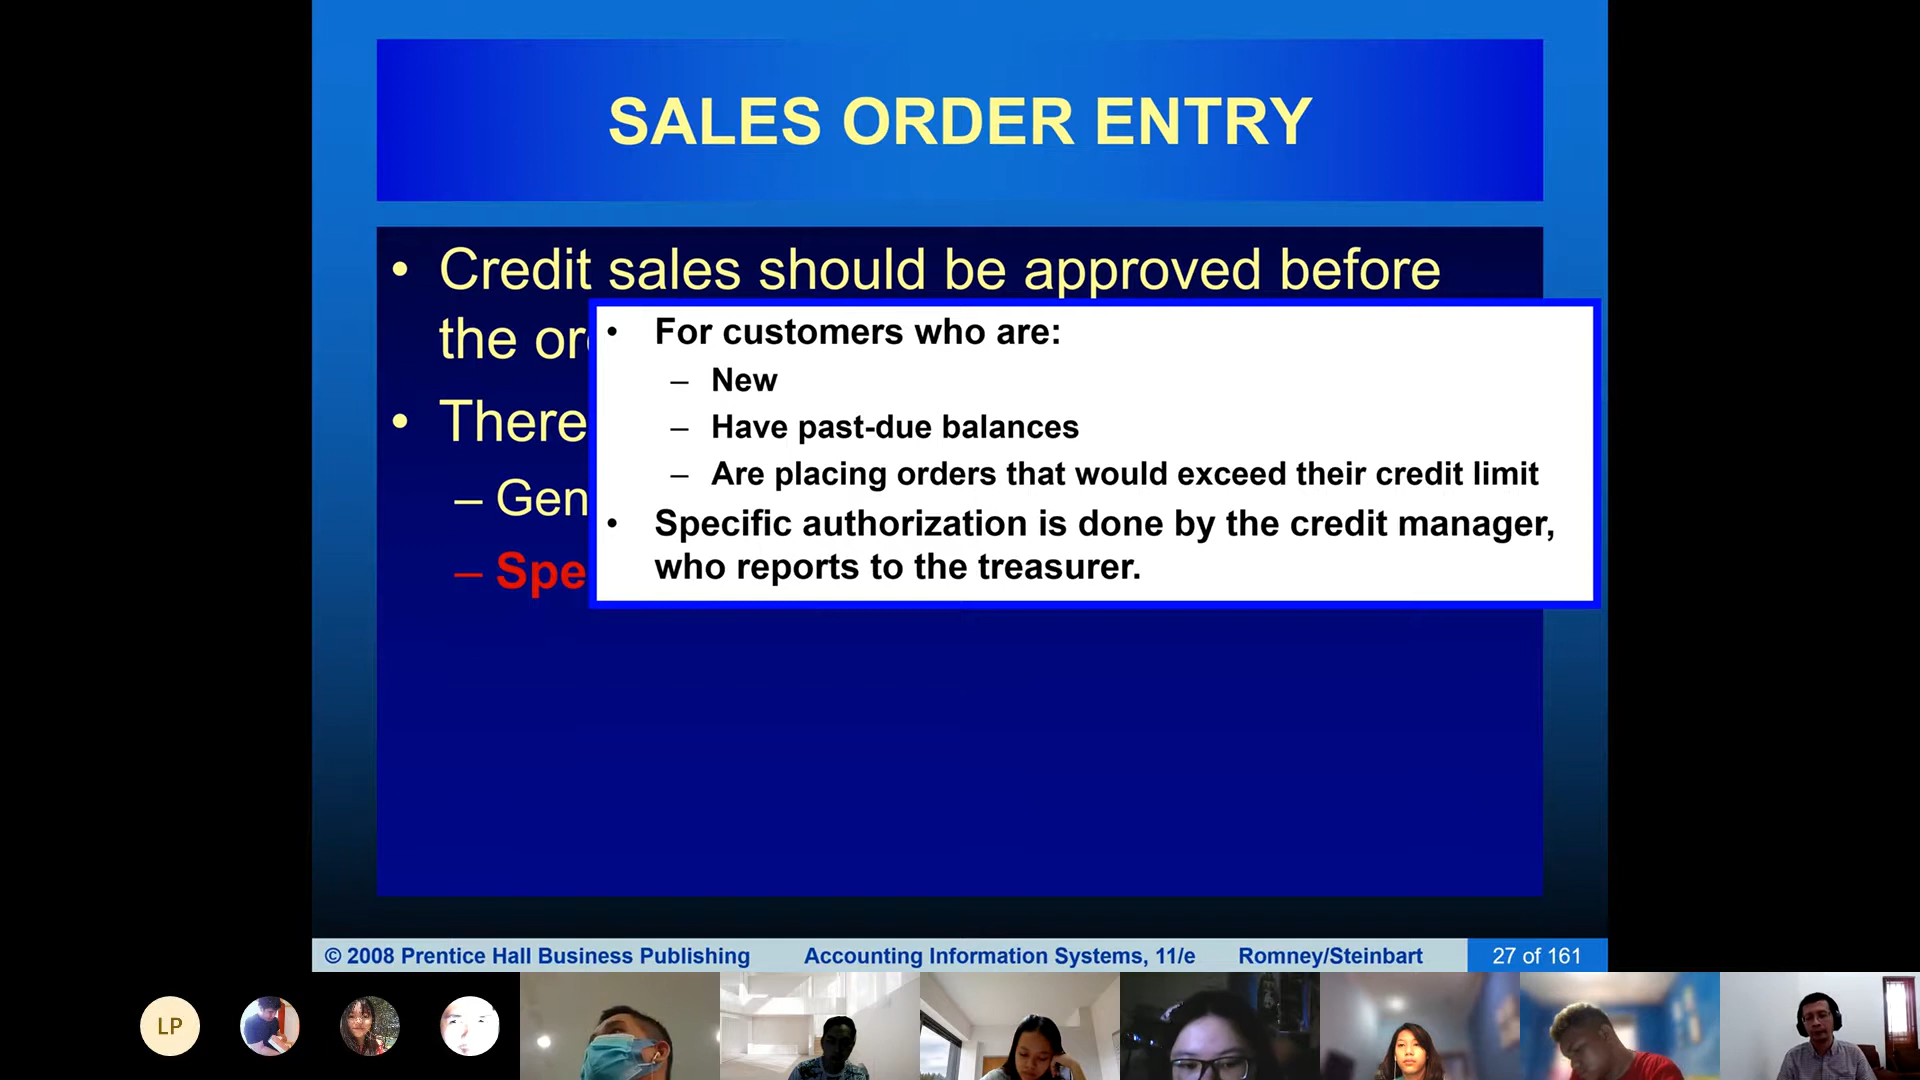 SALES ORDER ENTRY
• Credit sales should be approved before
the or
• There
– Gen
– Spe
• For customers who are:
– New
– Have past-due balances
– Are placing orders that would exceed their credit limit
• Specific authorization is done by the credit manager,
who reports to the treasurer.
© 2008 Prentice Hall Business Publishing Accounting Information Systems, 11/e Romney/Steinbart 27 of 161
LP